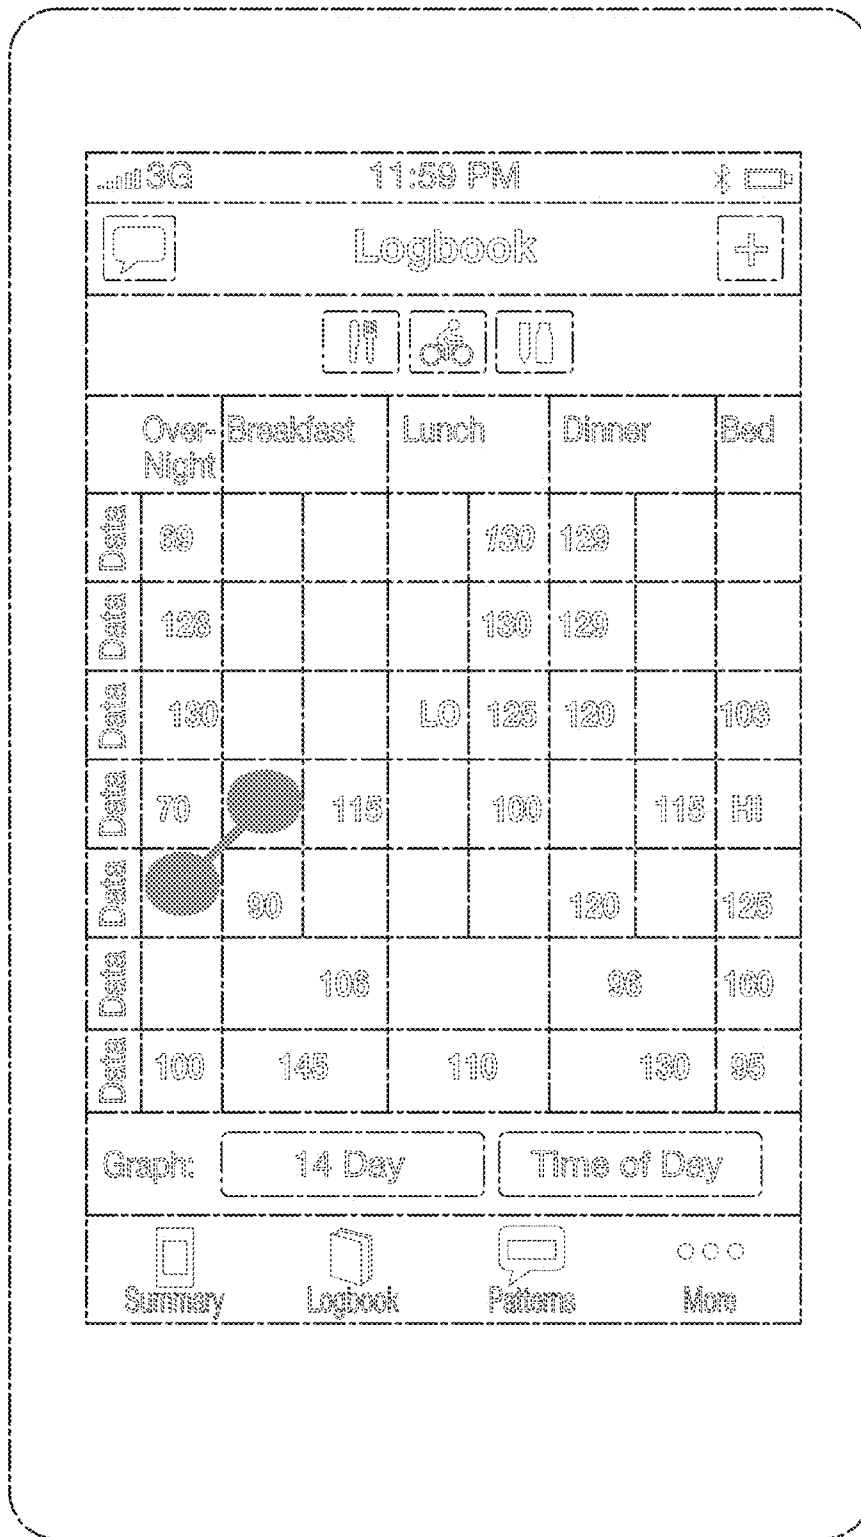 3G 11:59 PM
Logbook
Over-Night Breakfast Lunch Dinner Bed
Data 130 129
Data 128 130 129
Data 130 LO 125 120 103
Data 70 115 100 115 HI
Data 90 120 125
Data 106 96
Data 100 145 110 130 95
Graph: 14 Day Time of Day
Summary Logbook Patterns More